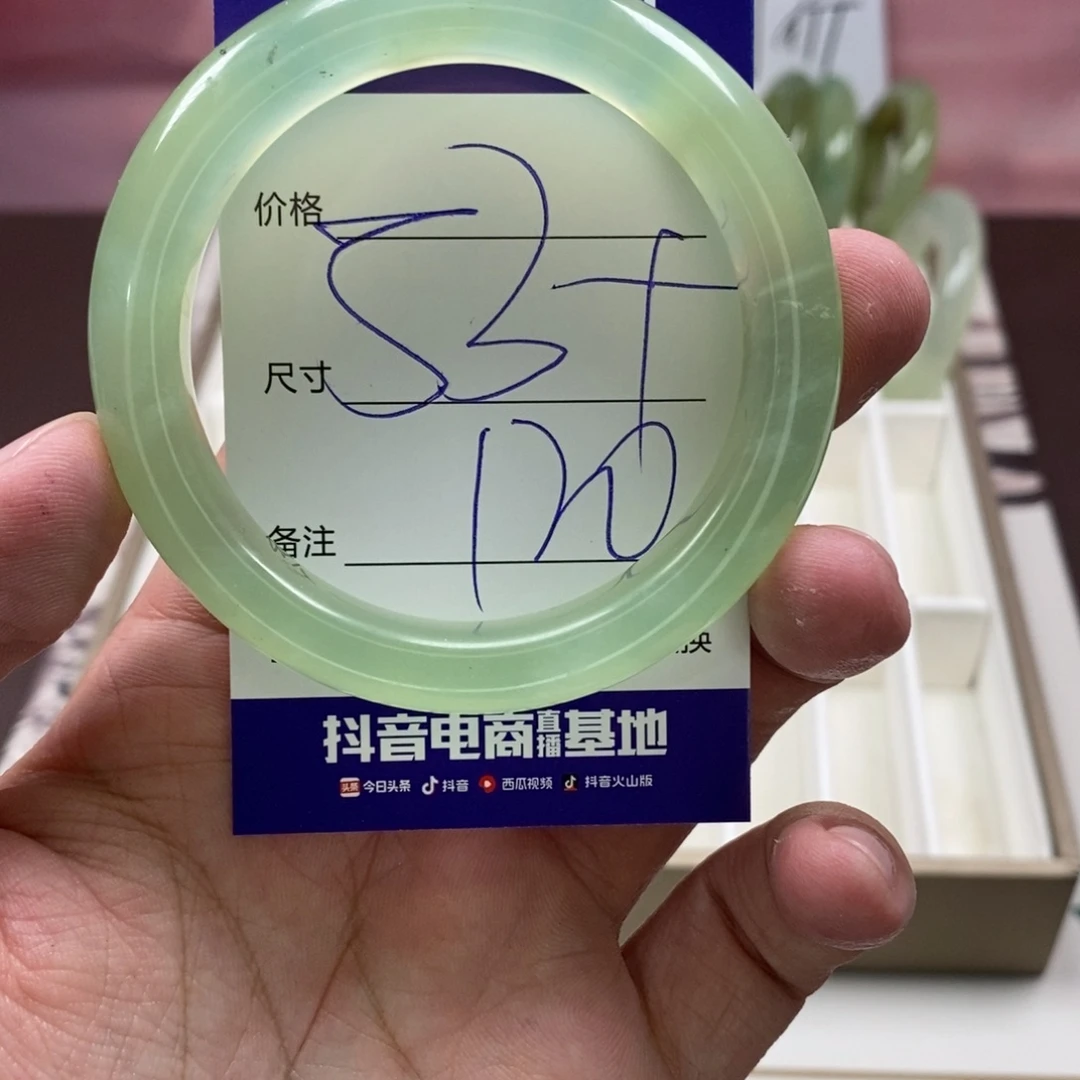 价格
53+
尺寸
120
备注
抖音电商直播基地
今日头条 抖音 西瓜视频 抖音火山版